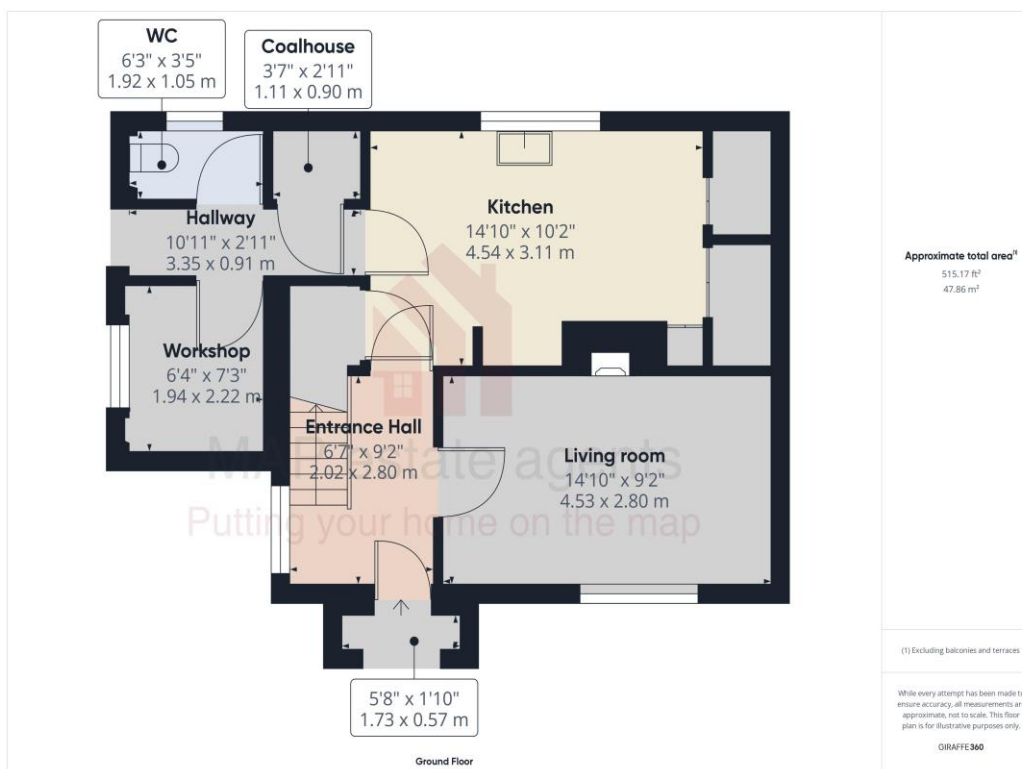 WC
6'3" x 3'5"
1.92 x 1.05 m
Coalhouse
3'7" x 2'11"
1.11 x 0.90 m
Kitchen
14'10" x 10'2"
4.54 x 3.11 m
Hallway
10'11" x 2'11"
3.35 x 0.91 m
Workshop
6'4" x 7'3"
1.94 x 2.22 m
Entrance Hall
6'7" x 9'2"
2.02 x 2.80 m
Living room
14'10" x 9'2"
4.53 x 2.80 m
MAP estate agents
Putting your home on the map
5'8" x 1'10"
1.73 x 0.57 m
Ground Floor
Approximate total area(1)
515.17 ft²
47.86 m²
(1) Excluding balconies and terraces
While every attempt has been made to
ensure accuracy, all measurements are
approximate, not to scale. This floor
plan is for illustrative purposes only.
GIRAFFE360